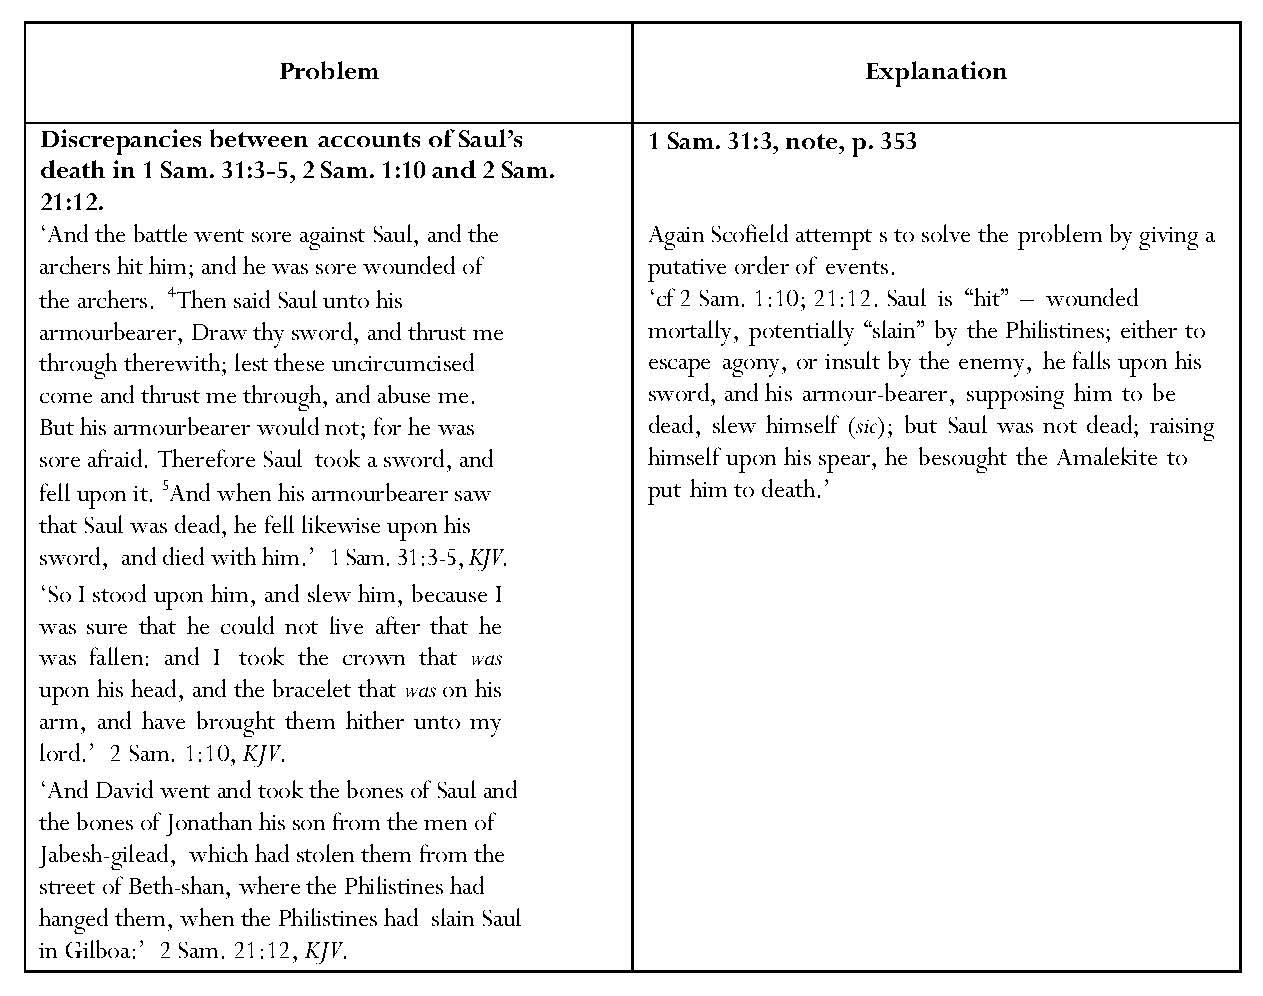 Problem
Explanation
Discrepancies between accounts of Saul’s
death in 1 Sam. 31:3-5, 2 Sam. 1:10 and 2 Sam.
21:12.
‘And the battle went sore against Saul, and the
archers hit him; and he was sore wounded of
the archers. ⁴Then said Saul unto his
armourbearer, Draw thy sword, and thrust me
through therewith; lest these uncircumcised
come and thrust me through, and abuse me.
But his armourbearer would not; for he was
sore afraid. Therefore Saul took a sword, and
fell upon it. ⁵And when his armourbearer saw
that Saul was dead, he fell likewise upon his
sword, and died with him.’ 1 Sam. 31:3-5, KJV.
‘So I stood upon him, and slew him, because I
was sure that he could not live after that he
was fallen: and I took the crown that was
upon his head, and the bracelet that was on his
arm, and have brought them hither unto my
lord.’ 2 Sam. 1:10, KJV.
‘And David went and took the bones of Saul and
the bones of Jonathan his son from the men of
Jabesh-gilead, which had stolen them from the
street of Beth-shan, where the Philistines had
hanged them, when the Philistines had slain Saul
in Gilboa:’ 2 Sam. 21:12, KJV.
1 Sam. 31:3, note, p. 353
Again Scofield attempt s to solve the problem by giving a
putative order of events.
‘cf 2 Sam. 1:10; 21:12. Saul is “hit” – wounded
mortally, potentially “slain” by the Philistines; either to
escape agony, or insult by the enemy, he falls upon his
sword, and his armour-bearer, supposing him to be
dead, slew himself (sic); but Saul was not dead; raising
himself upon his spear, he besought the Amalekite to
put him to death.’